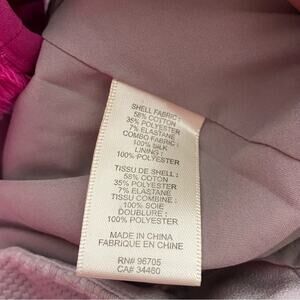 SHELL FABRIC :
58% COTTON
35% POLYESTER
7% ELASTANE
COMBO FABRIC :
100% SILK
LINING :
100% POLYESTER
TISSU DE SHELL :
58% COTTON
35% POLYESTER
7% ELASTANE
TISSU COMBINE :
100% SOIE
DOUBLURE :
100% POLYESTER
MADE IN CHINA
FABRIQUE EN CHINE
RN# 96705
CA# 34460